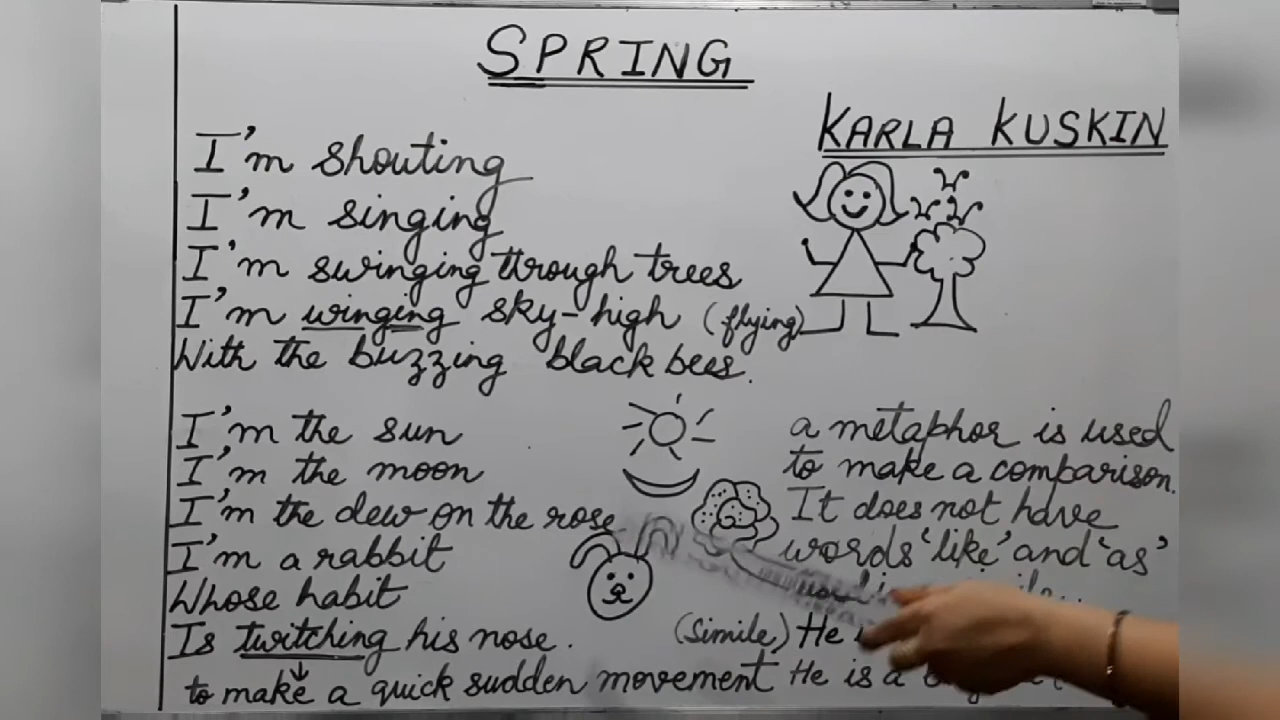 SPRING
KARLA KUSKIN
I'm shouting
I'm singing
I'm swinging through trees
I'm winging sky-high (flying)
With the buzzing black bees.
I'm the sun
I'm the moon
I'm the dew on the rose
I'm a rabbit
Whose habit
Is twitching his nose.
to make a quick sudden movement
a metaphor is used
to make a comparison.
It does not have
words 'like' and 'as'
(Simile) He
He is a